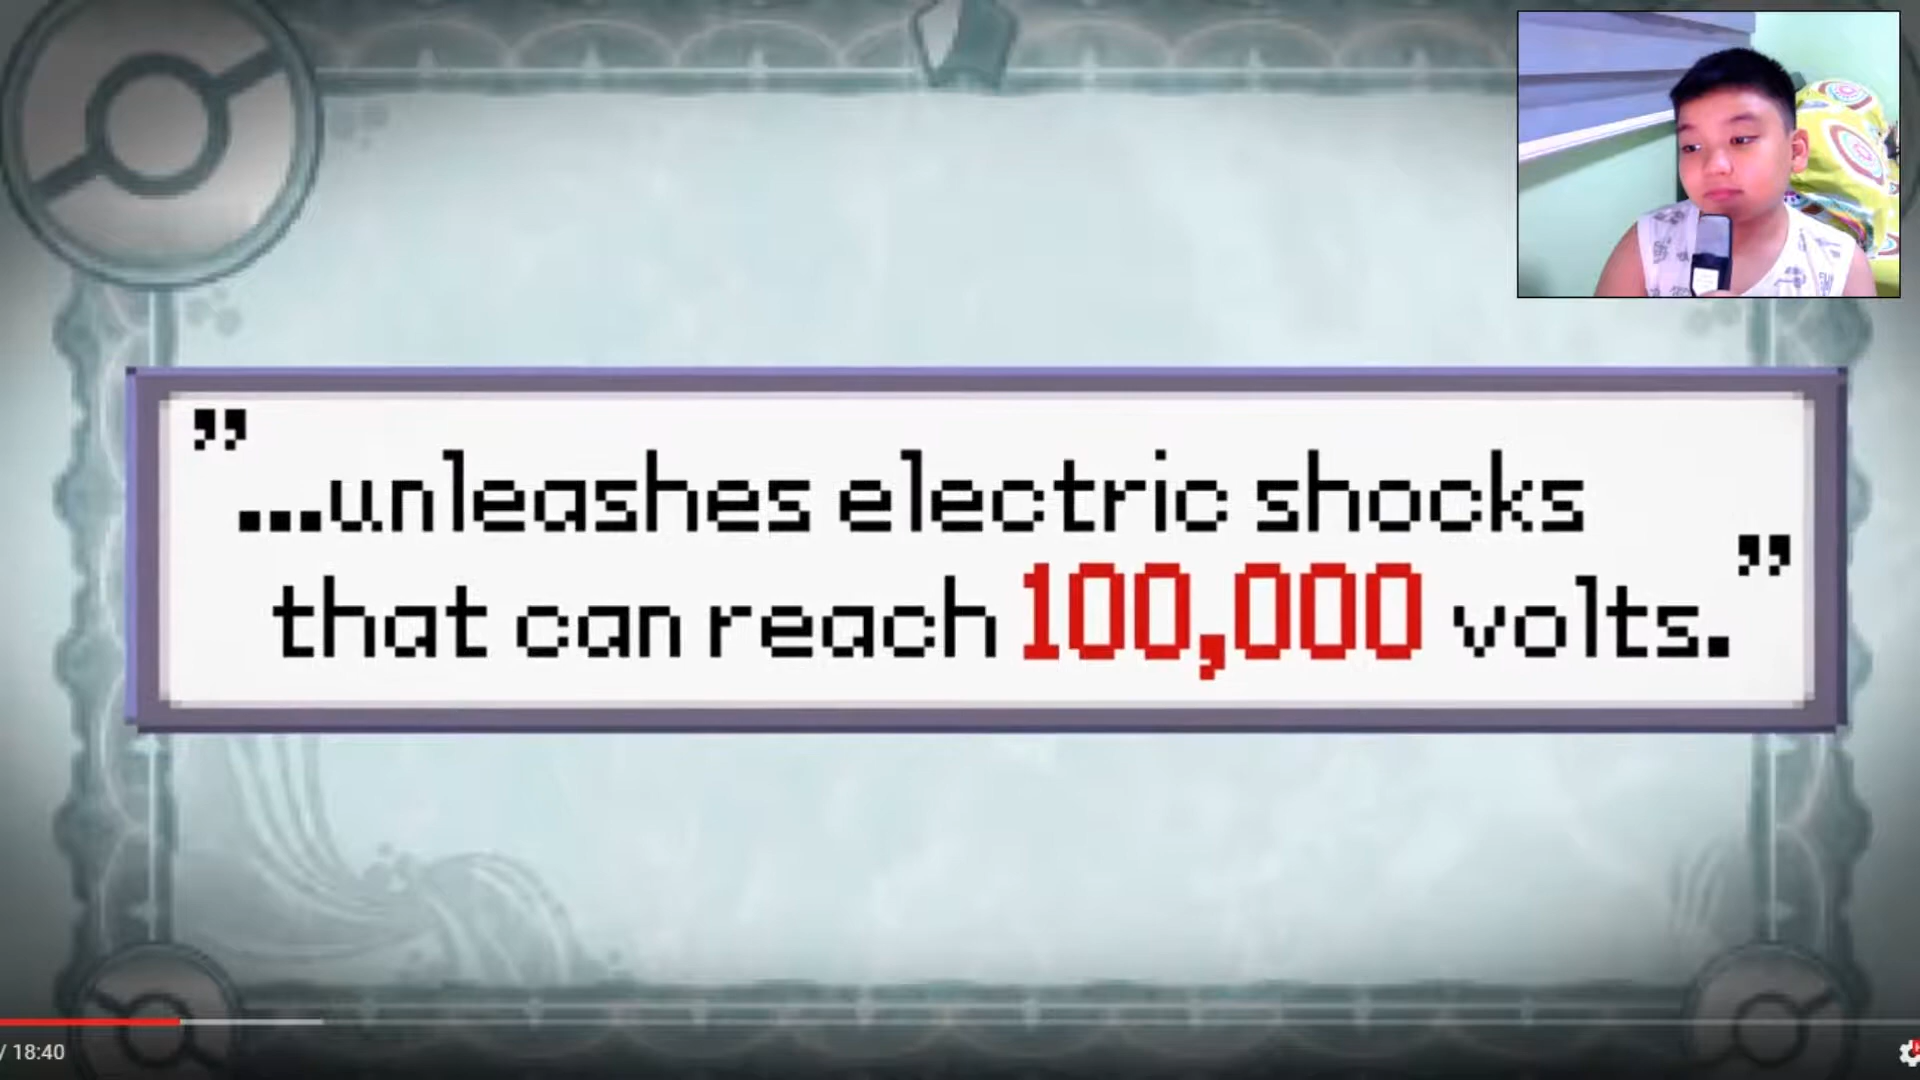 ”
...unleashes electric shocks
that can reach 100,000 volts.”
/ 18:40